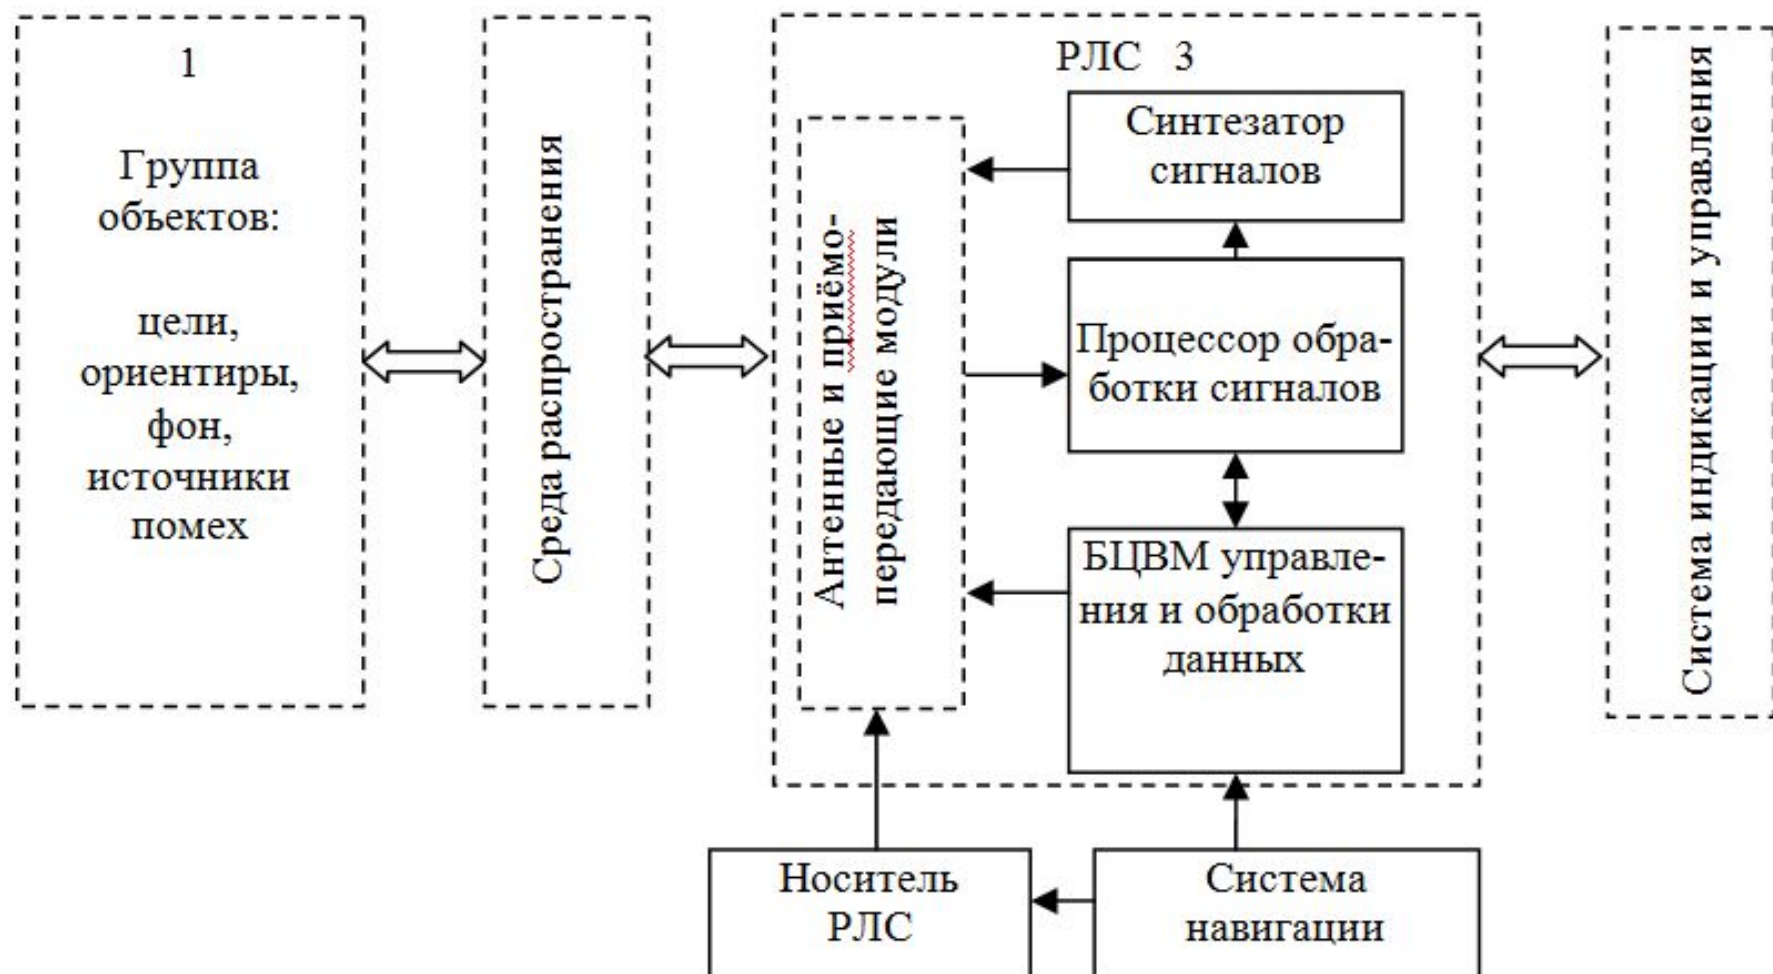 1
Группа
объектов:
цели,
ориентиры,
фон,
источники
помех
Среда распространения
РЛС 3
Антенные и приёмо-
передающие модули
Синтезатор
сигналов
Процессор обра-
ботки сигналов
БЦВМ управле-
ния и обработки
данных
Система индикации и управления
Носитель
РЛС
Система
навигации